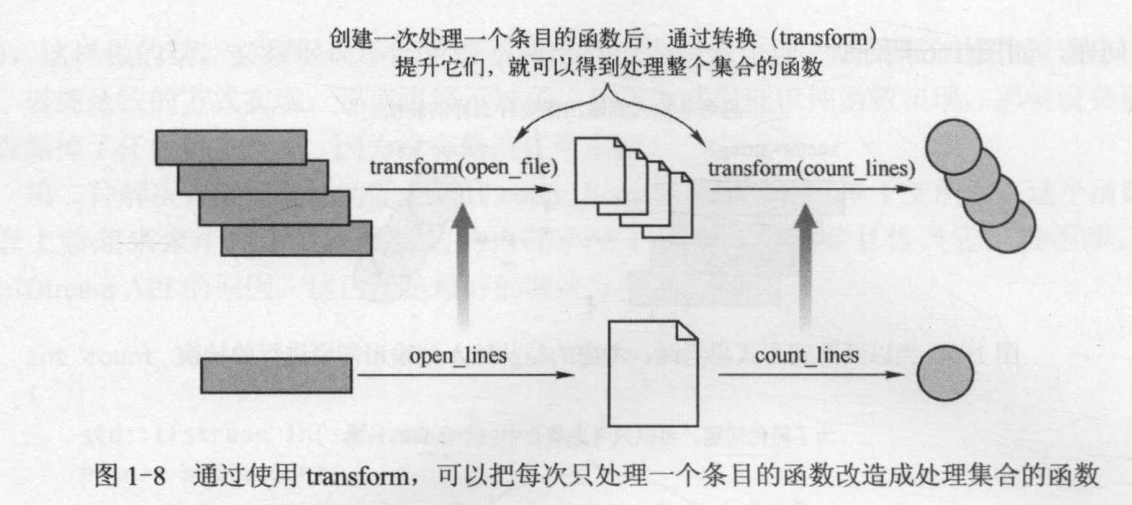 创建一次处理一个条目的函数后，通过转换（transform）
提升它们，就可以得到处理整个集合的函数
transform(open_file)
transform(count_lines)
open_lines
count_lines
图 1-8 通过使用 transform，可以把每次只处理一个条目的函数改造成处理集合的函数